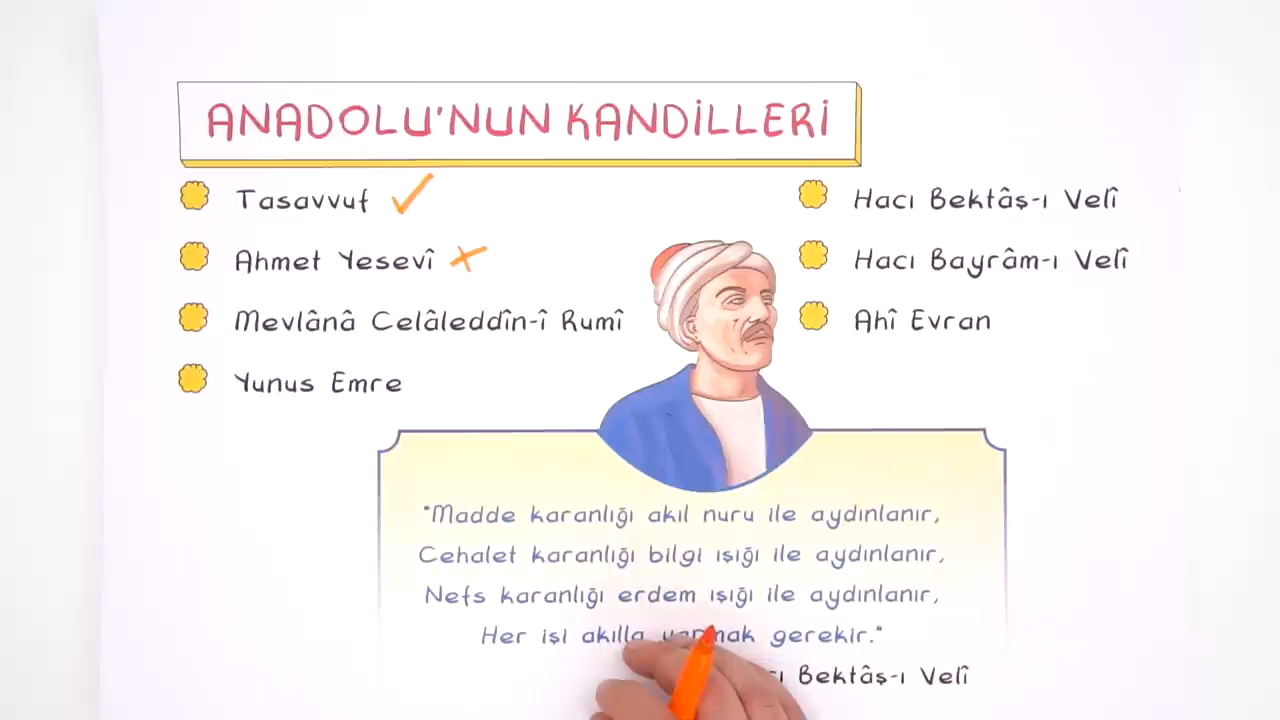 ANADOLU'NUN KANDİLLERİ
Tasavvuf
Ahmet Yesevî
Mevlânâ Celâleddîn-î Rumî
Yunus Emre
Hacı Bektâş-ı Velî
Hacı Bayrâm-ı Velî
Ahî Evran
"Madde karanlığı akıl nuru ile aydınlanır,
Cehalet karanlığı bilgi ışığı ile aydınlanır,
Nefs karanlığı erdem ışığı ile aydınlanır,
Her işi akılla gerekir."
Bektâş-ı Velî